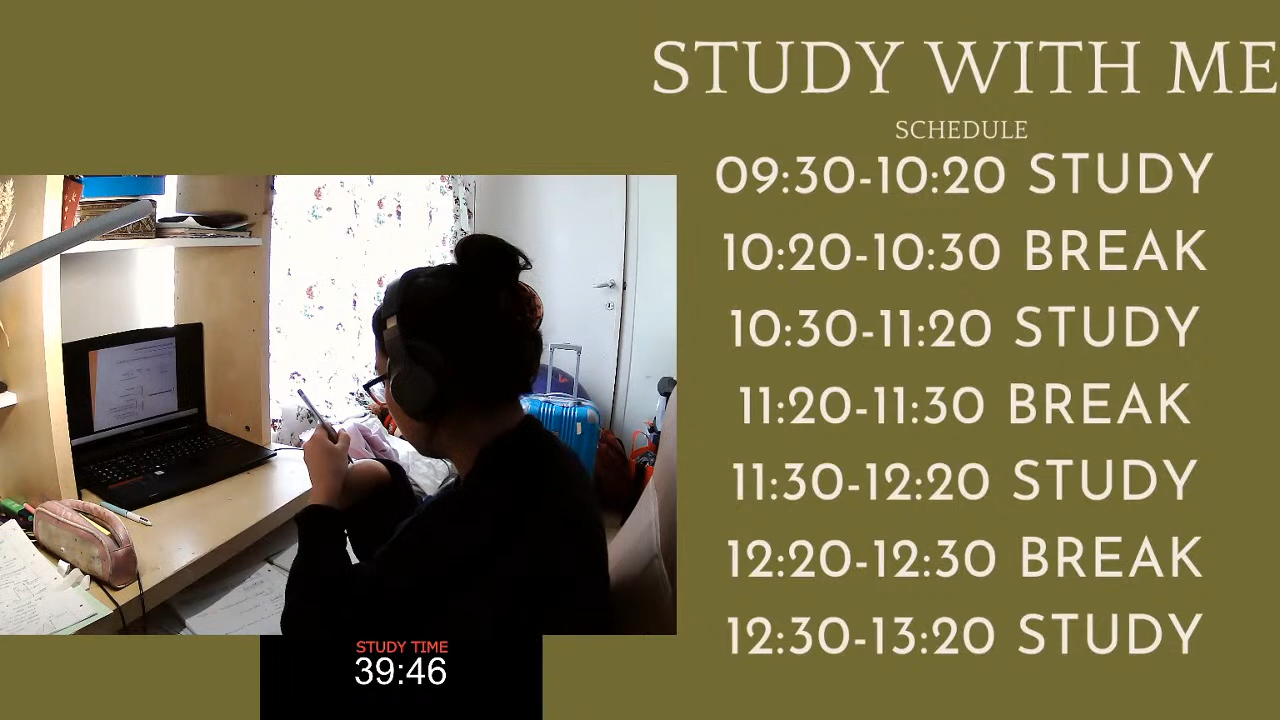 STUDY WITH ME
SCHEDULE
09:30-10:20 STUDY
10:20-10:30 BREAK
10:30-11:20 STUDY
11:20-11:30 BREAK
11:30-12:20 STUDY
12:20-12:30 BREAK
12:30-13:20 STUDY
STUDY TIME
39:46